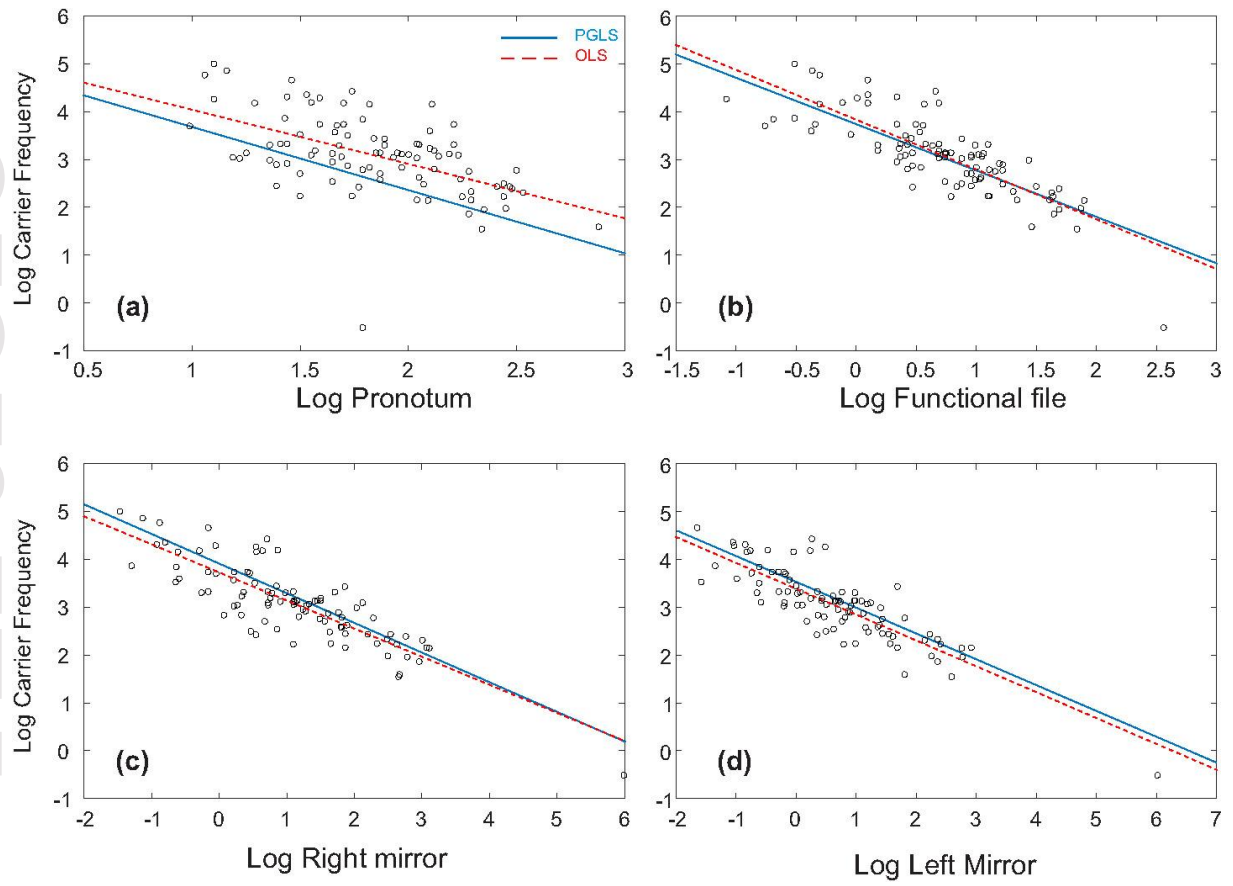 6
5
4
3
2
1
0
-1
Log Carrier Frequency
PGLS
OLS
(a)
0.5 1 1.5 2 2.5 3
Log Pronotum
6
5
4
3
2
1
0
-1
(b)
-1.5 -1 -0.5 0 0.5 1 1.5 2 2.5 3
Log Functional file
6
5
4
3
2
1
0
-1
Log Carrier Frequency
(c)
-2 -1 0 1 2 3 4 5 6
Log Right mirror
6
5
4
3
2
1
0
-1
(d)
-2 -1 0 1 2 3 4 5 6 7
Log Left Mirror